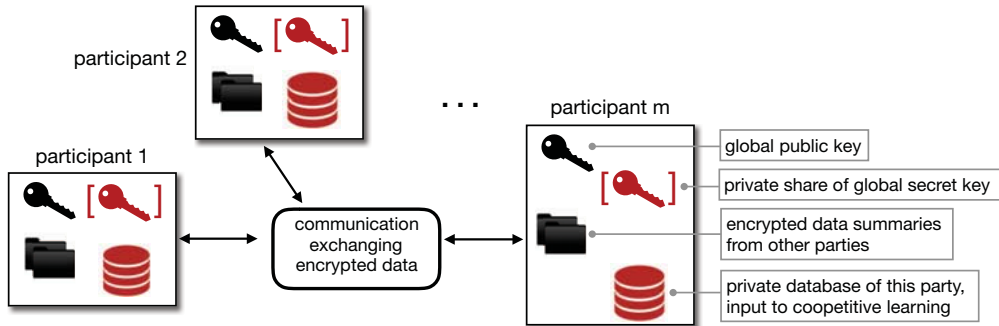 participant 2
[ ]
. . .
participant m
participant 1
[ ]
global public key
[ ]
private share of global secret key
communication
exchanging
encrypted data
encrypted data summaries
from other parties
private database of this party,
input to coopetitive learning